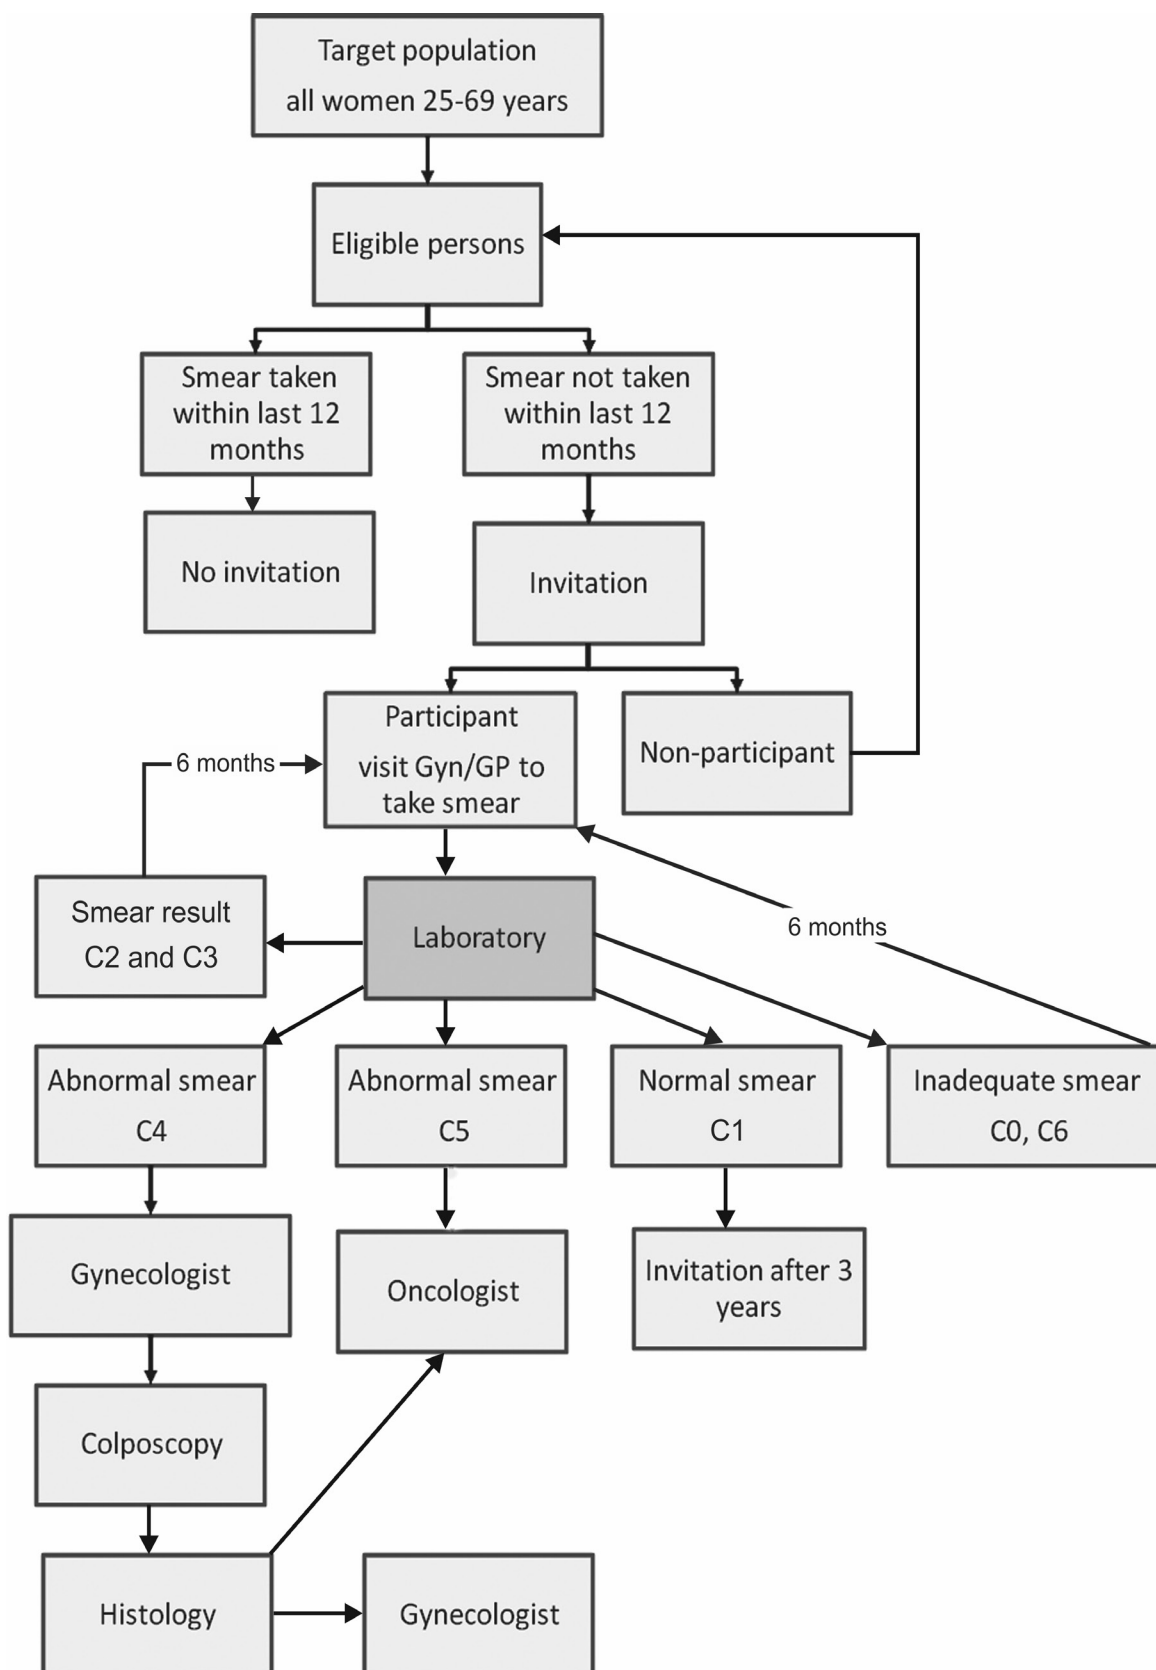 Target population
all women 25-69 years
Eligible persons
Smear taken
within last 12
months
Smear not taken
within last 12
months
No invitation
Invitation
Participant
visit Gyn/GP to
take smear
Non-participant
6 months
Smear result
C2 and C3
Laboratory
6 months
Abnormal smear
C4
Abnormal smear
C5
Normal smear
C1
Inadequate smear
C0, C6
Gynecologist
Oncologist
Invitation after 3
years
Colposcopy
Histology
Gynecologist